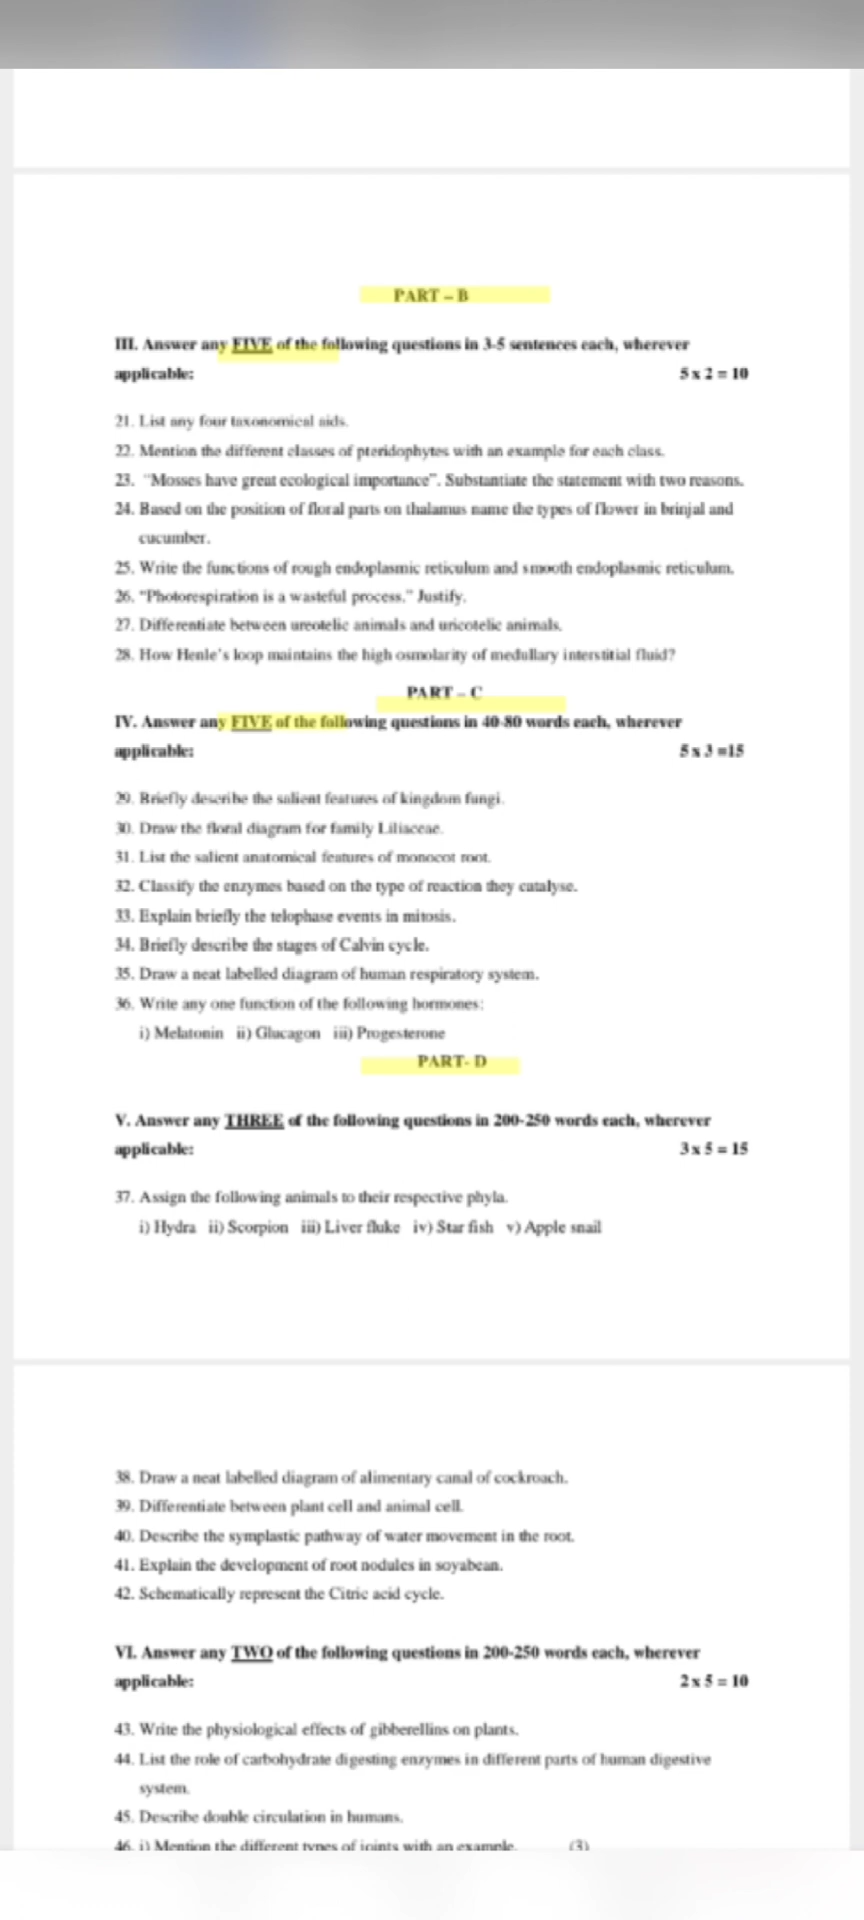 PART – B
III. Answer any FIVE of the following questions in 3-5 sentences each, wherever
applicable: 5 x 2 = 10
21. List any four taxonomical aids.
22. Mention the different classes of pteridophytes with an example for each class.
23. “Mosses have great ecological importance”. Substantiate the statement with two reasons.
24. Based on the position of floral parts on thalamus name the types of flower in brinjal and
cucumber.
25. Write the functions of rough endoplasmic reticulum and smooth endoplasmic reticulum.
26. “Photorespiration is a wasteful process.” Justify.
27. Differentiate between ureotelic animals and uricotelic animals.
28. How Henle’s loop maintains the high osmolarity of medullary interstitial fluid?
PART – C
IV. Answer any FIVE of the following questions in 40-80 words each, wherever
applicable: 5 x 3 =15
29. Briefly describe the salient features of kingdom fungi.
30. Draw the floral diagram for family Liliaceae.
31. List the salient anatomical features of monocot root.
32. Classify the enzymes based on the type of reaction they catalyse.
33. Explain briefly the telophase events in mitosis.
34. Briefly describe the stages of Calvin cycle.
35. Draw a neat labelled diagram of human respiratory system.
36. Write any one function of the following hormones:
i) Melatonin ii) Glucagon iii) Progesterone
PART- D
V. Answer any THREE of the following questions in 200-250 words each, wherever
applicable: 3 x 5 = 15
37. Assign the following animals to their respective phyla.
i) Hydra ii) Scorpion iii) Liver fluke iv) Star fish v) Apple snail
38. Draw a neat labelled diagram of alimentary canal of cockroach.
39. Differentiate between plant cell and animal cell.
40. Describe the symplastic pathway of water movement in the root.
41. Explain the development of root nodules in soyabean.
42. Schematically represent the Citric acid cycle.
VI. Answer any TWO of the following questions in 200-250 words each, wherever
applicable: 2 x 5 = 10
43. Write the physiological effects of gibberellins on plants.
44. List the role of carbohydrate digesting enzymes in different parts of human digestive
system.
45. Describe double circulation in humans.
46. i) Mention the different types of joints with an example. (3)